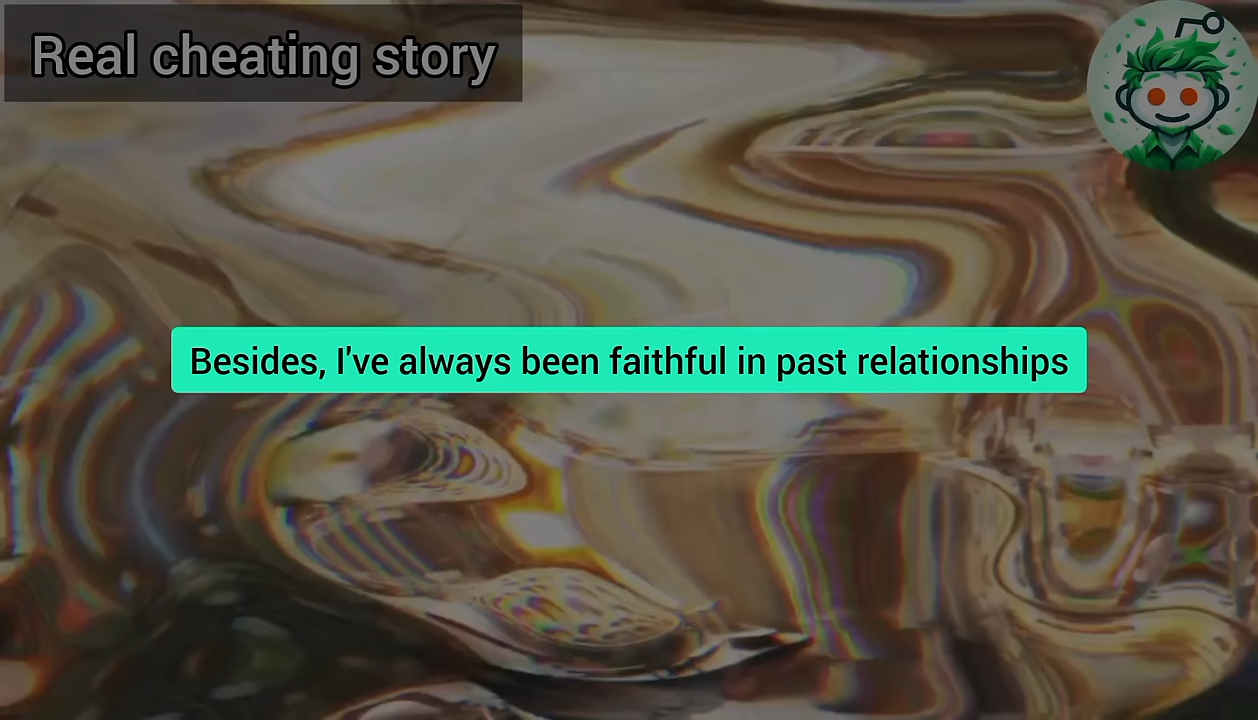 Real cheating story
Besides, I've always been faithful in past relationships